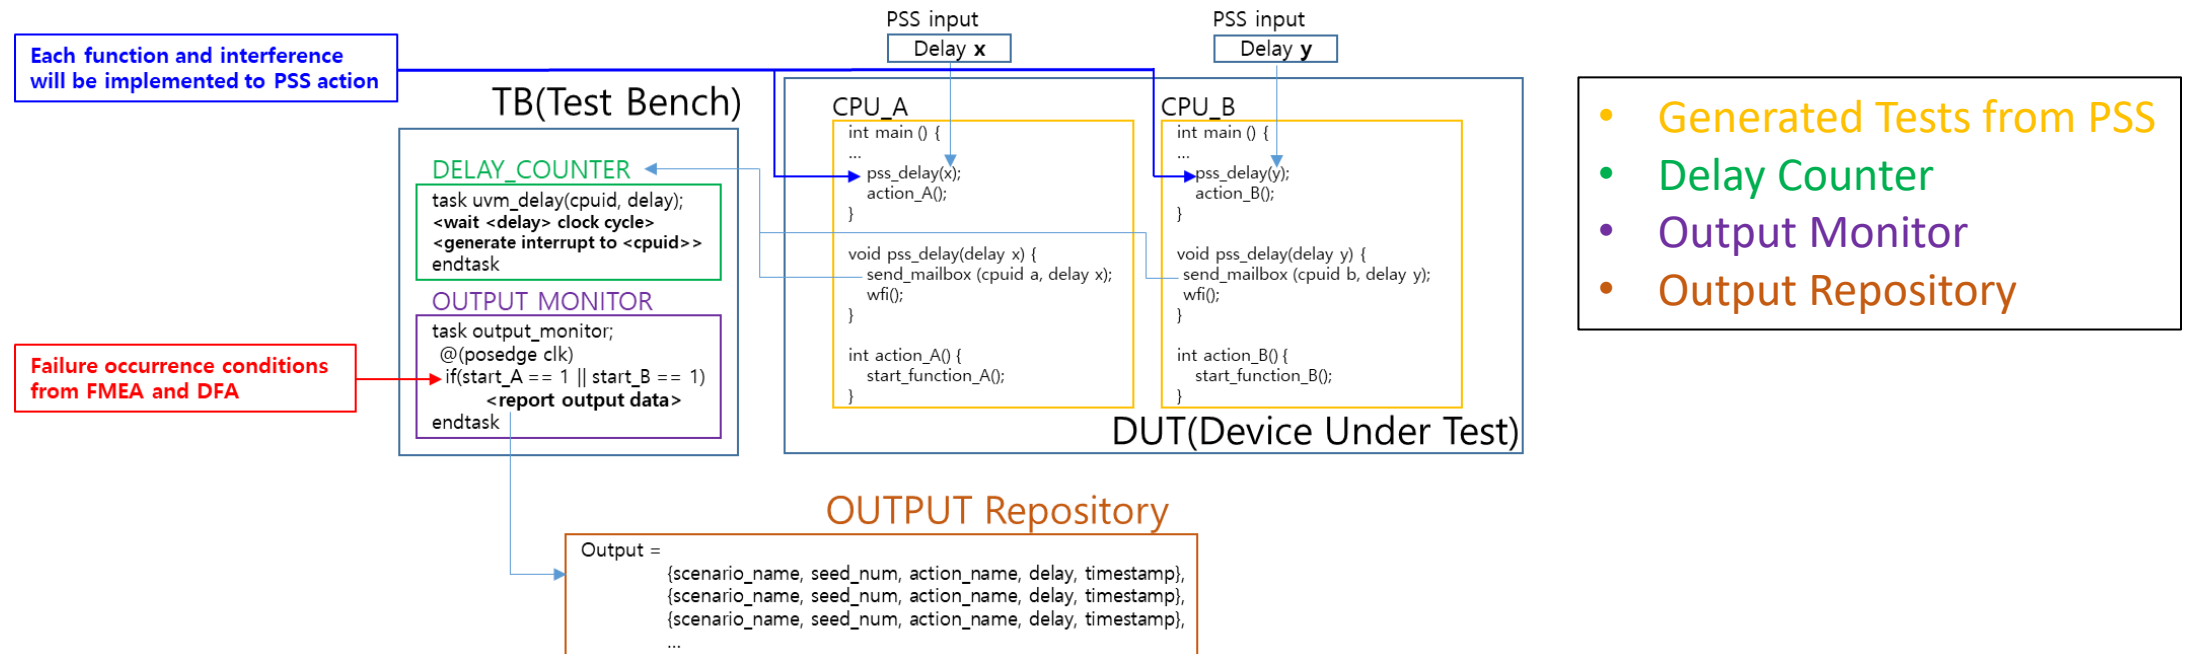 PSS input
Delay x
PSS input
Delay y
Each function and interference
will be implemented to PSS action
TB(Test Bench)
DELAY_COUNTER
task uvm_delay(cpuid, delay);
<wait <delay> clock cycle>
<generate interrupt to <cpuid>>
endtask
OUTPUT MONITOR
task output_monitor;
@(posedge clk)
if(start_A == 1 || start_B == 1)
<report output data>
endtask
Failure occurrence conditions
from FMEA and DFA
CPU_A
int main () {
...
pss_delay(x);
action_A();
}
void pss_delay(delay x) {
send_mailbox (cpuid a, delay x);
wfi();
}
int action_A() {
start_function_A();
}
CPU_B
int main () {
...
pss_delay(y);
action_B();
}
void pss_delay(delay y) {
send_mailbox (cpuid b, delay y);
wfi();
}
int action_B() {
start_function_B();
}
DUT(Device Under Test)
• Generated Tests from PSS
• Delay Counter
• Output Monitor
• Output Repository
OUTPUT Repository
Output =
{scenario_name, seed_num, action_name, delay, timestamp},
{scenario_name, seed_num, action_name, delay, timestamp},
{scenario_name, seed_num, action_name, delay, timestamp},
...